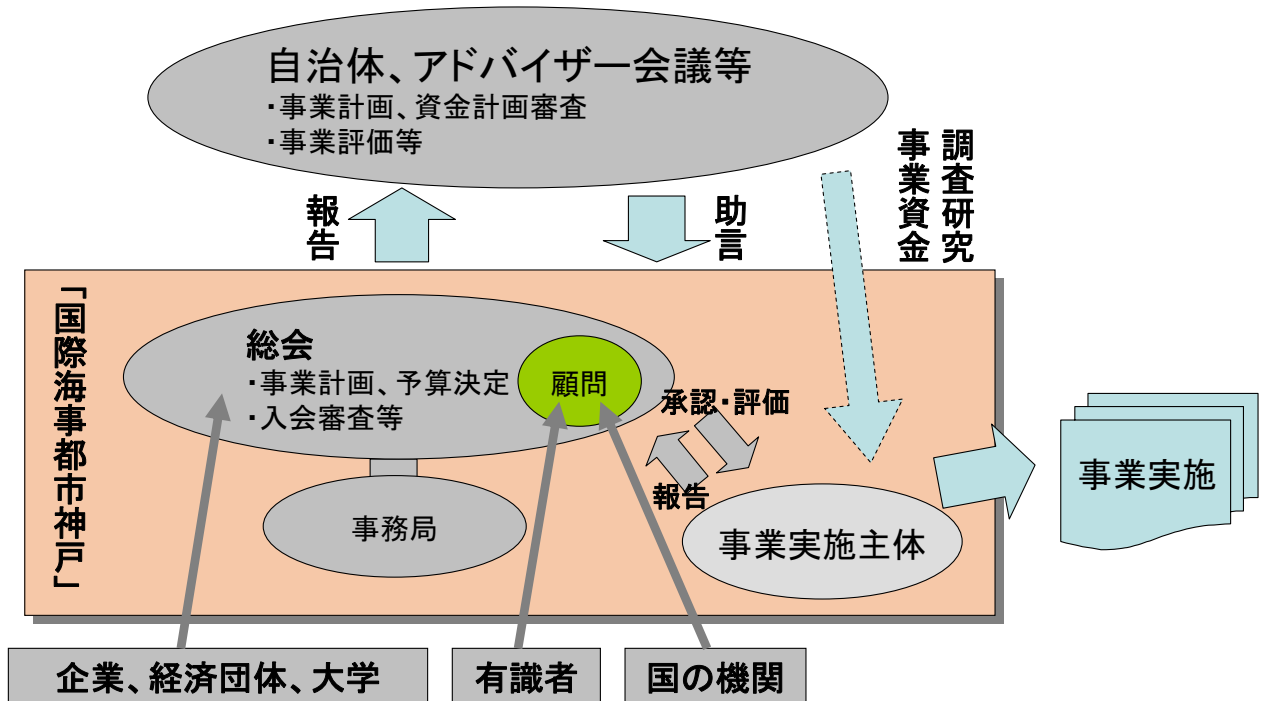 自治体、アドバイザー会議等
・事業計画、資金計画審査
・事業評価等
報告
助言
調査研究
事業資金
「国際海事都市神戸」
総会
・事業計画、予算決定
・入会審査等
顧問
承認・評価
報告
事務局
事業実施主体
事業実施
企業、経済団体、大学
有識者
国の機関